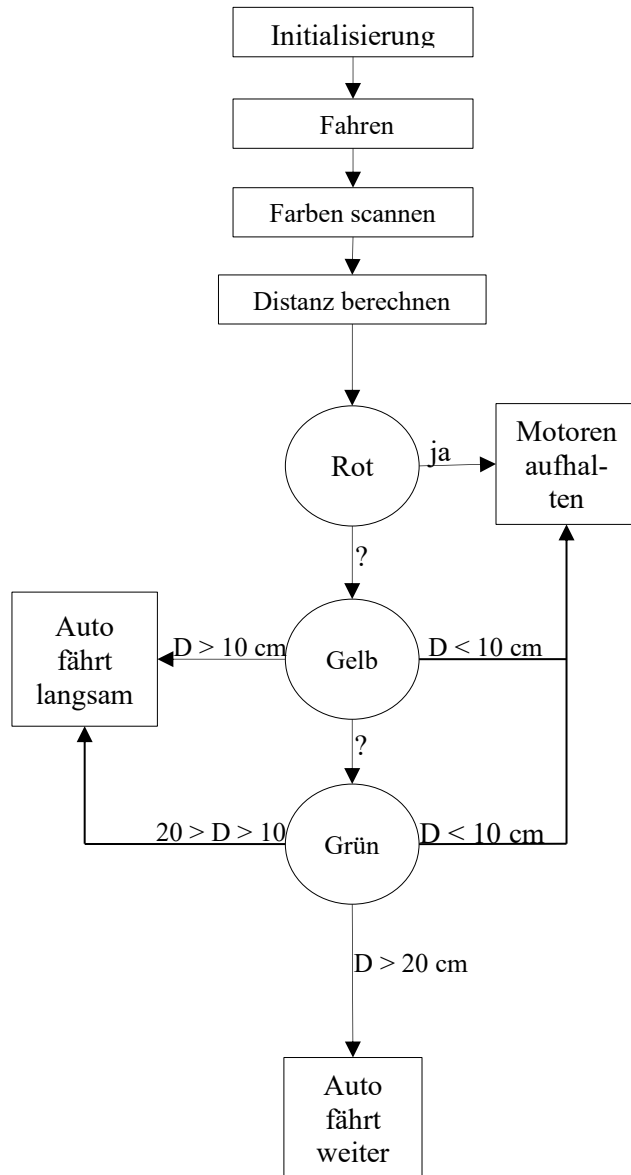 Initialisierung
Fahren
Farben scannen
Distanz berechnen
Rot
ja
Motoren
aufhal-
ten
?
Auto
fährt
langsam
D > 10 cm
Gelb
D < 10 cm
?
20 > D > 10
Grün
D < 10 cm
D > 20 cm
Auto
fährt
weiter